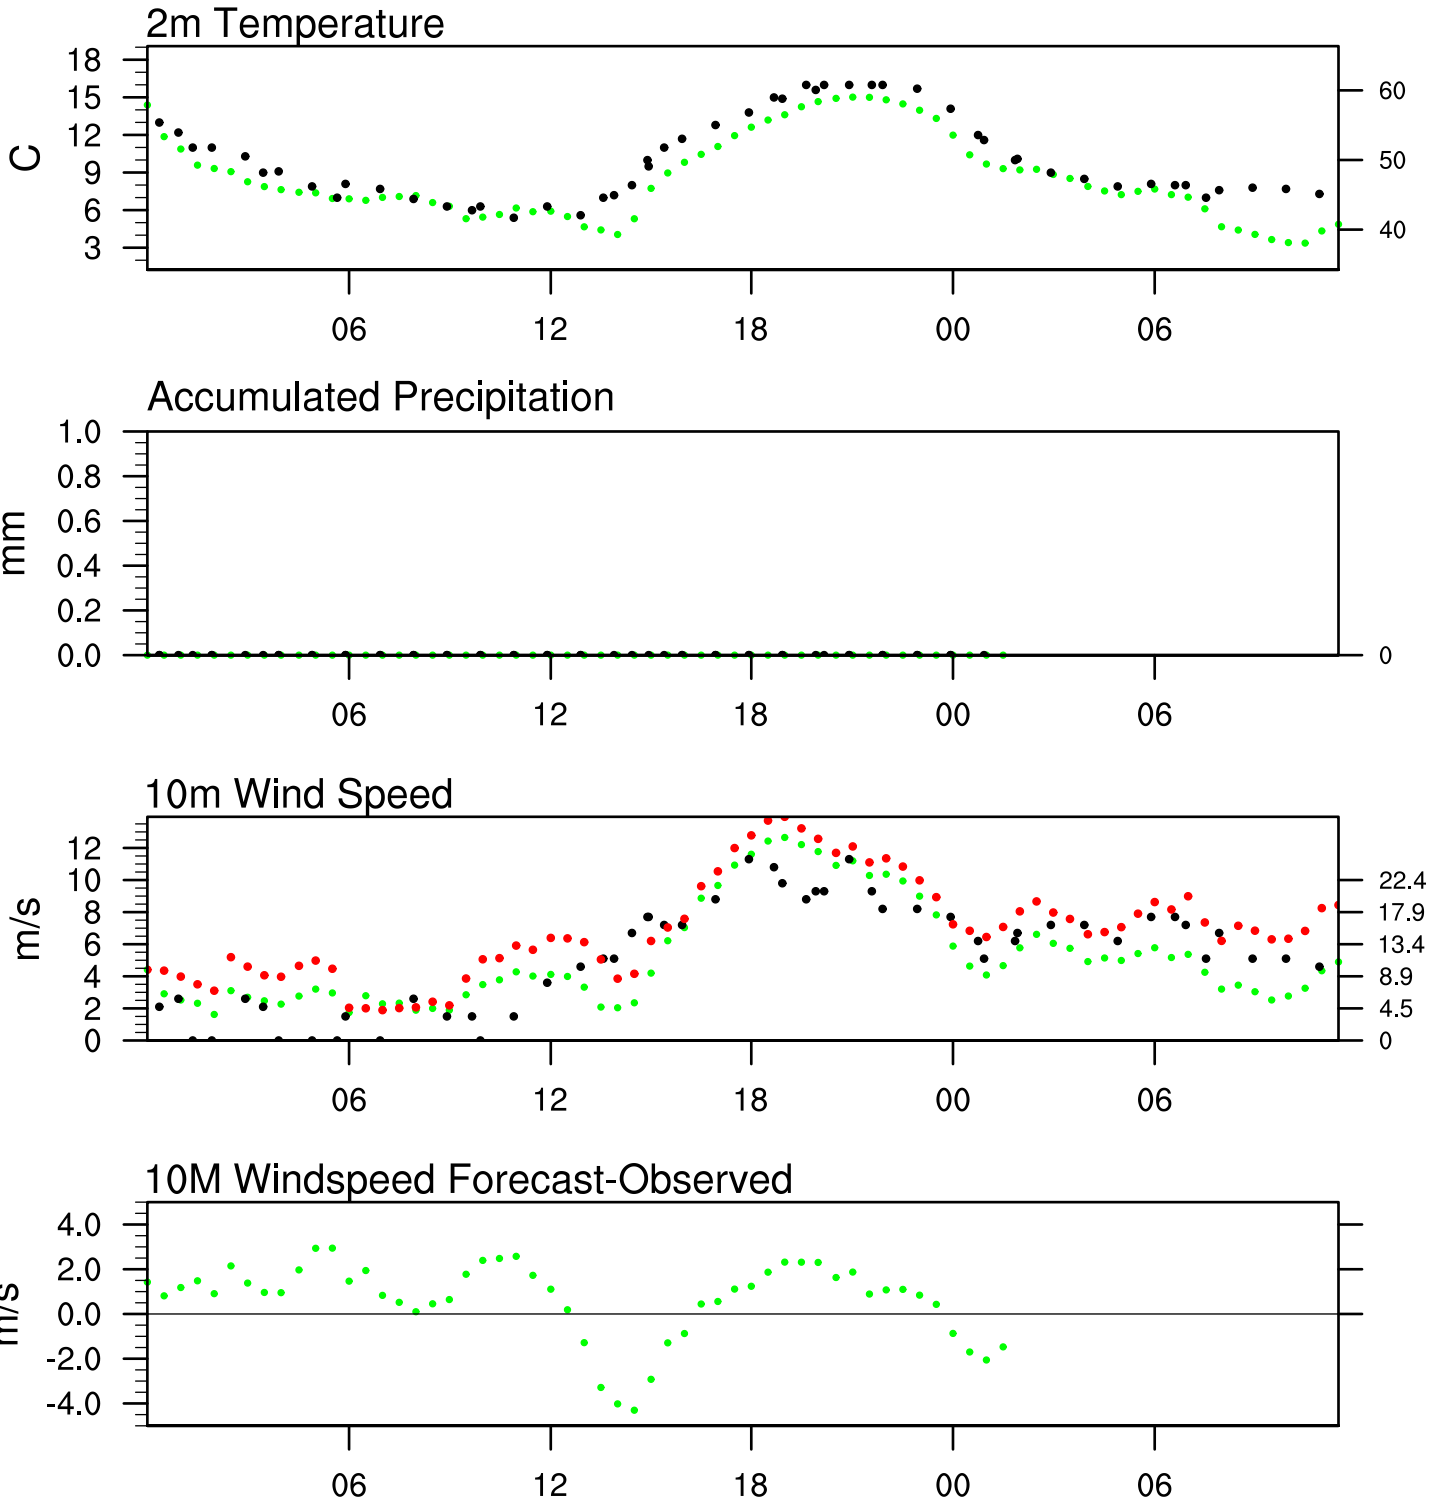 2m Temperature
18
15
12
9
6
3
C
60
50
40
06 12 18 00 06
Accumulated Precipitation
1.0
0.8
0.6
0.4
0.2
0.0
mm
0
06 12 18 00 06
10m Wind Speed
12
10
8
6
4
2
0
m/s
22.4
17.9
13.4
8.9
4.5
0
06 12 18 00 06
10M Windspeed Forecast-Observed
4.0
2.0
0.0
-2.0
-4.0
m/s
06 12 18 00 06